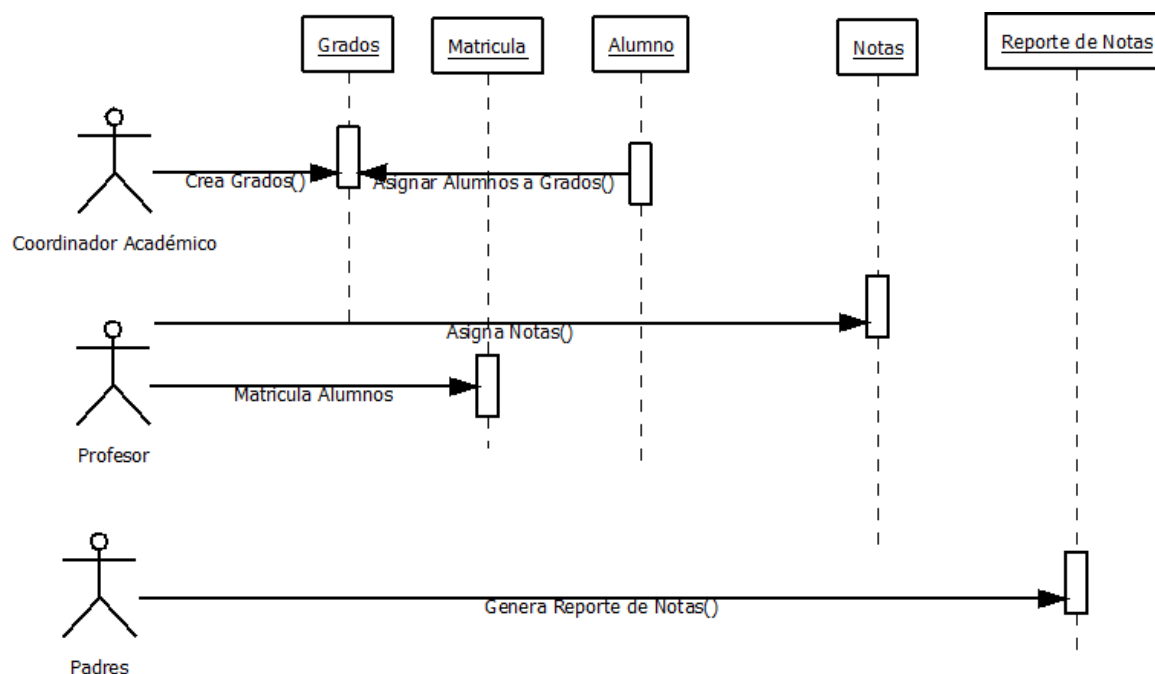 Grados
Matricula
Alumno
Notas
Reporte de Notas
Crea Grados()
Asignar Alumnos a Grados()
Coordinador Académico
Asigna Notas()
Matricula Alumnos
Profesor
Genera Reporte de Notas()
Padres